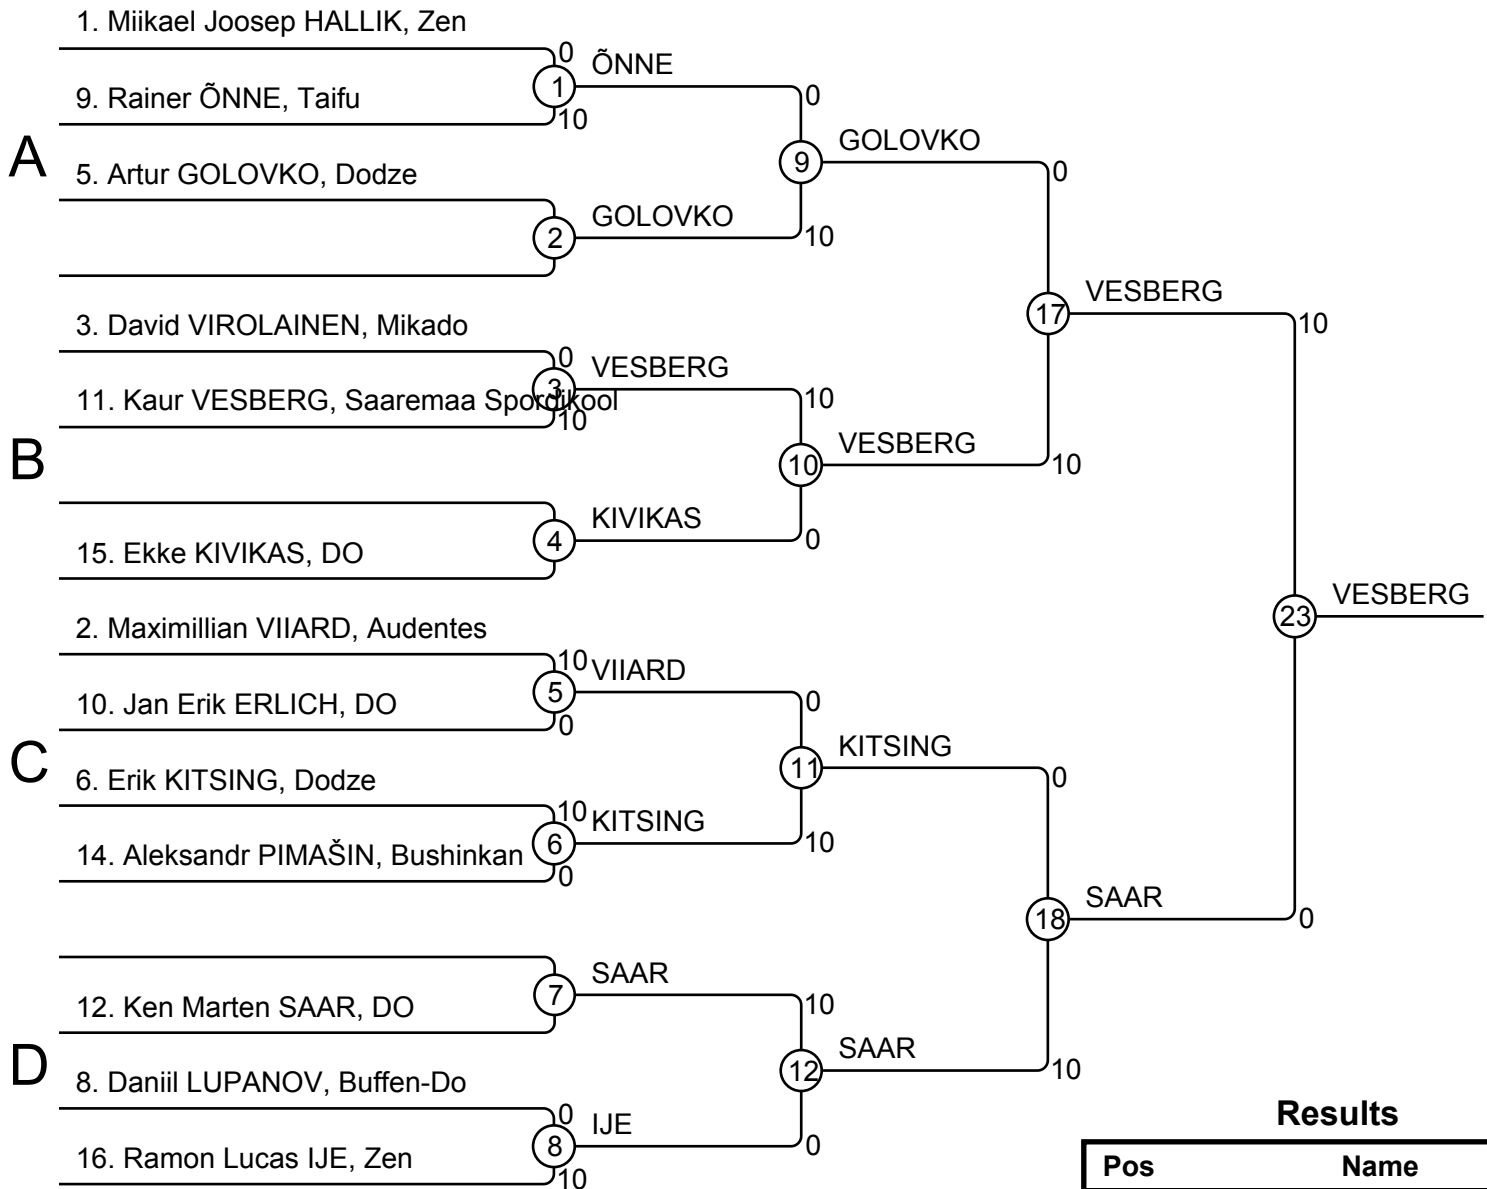 1. Miikael Joosep HALLIK, Zen
0
ÕNNE
1
0
9. Rainer ÕNNE, Taifu
10
A
GOLOVKO
9
0
5. Artur GOLOVKO, Dodze
GOLOVKO
2
10
VESBERG
3. David VIROLAINEN, Mikado
17
10
0
VESBERG
3
10
11. Kaur VESBERG, Saaremaa Spordikool
10
B
VESBERG
10
10
KIVIKAS
4
0
15. Ekke KIVIKAS, DO
VESBERG
23
2. Maximillian VIIARD, Audentes
10
VIIARD
5
0
10. Jan Erik ERLICH, DO
0
C
KITSING
11
0
6. Erik KITSING, Dodze
10
KITSING
6
10
14. Aleksandr PIMAŠIN, Bushinkan
0
SAAR
18
0
SAAR
7
10
12. Ken Marten SAAR, DO
D
SAAR
12
10
8. Daniil LUPANOV, Buffen-Do
0
IJE
8
0
16. Ramon Lucas IJE, Zen
10
Results
Pos Name